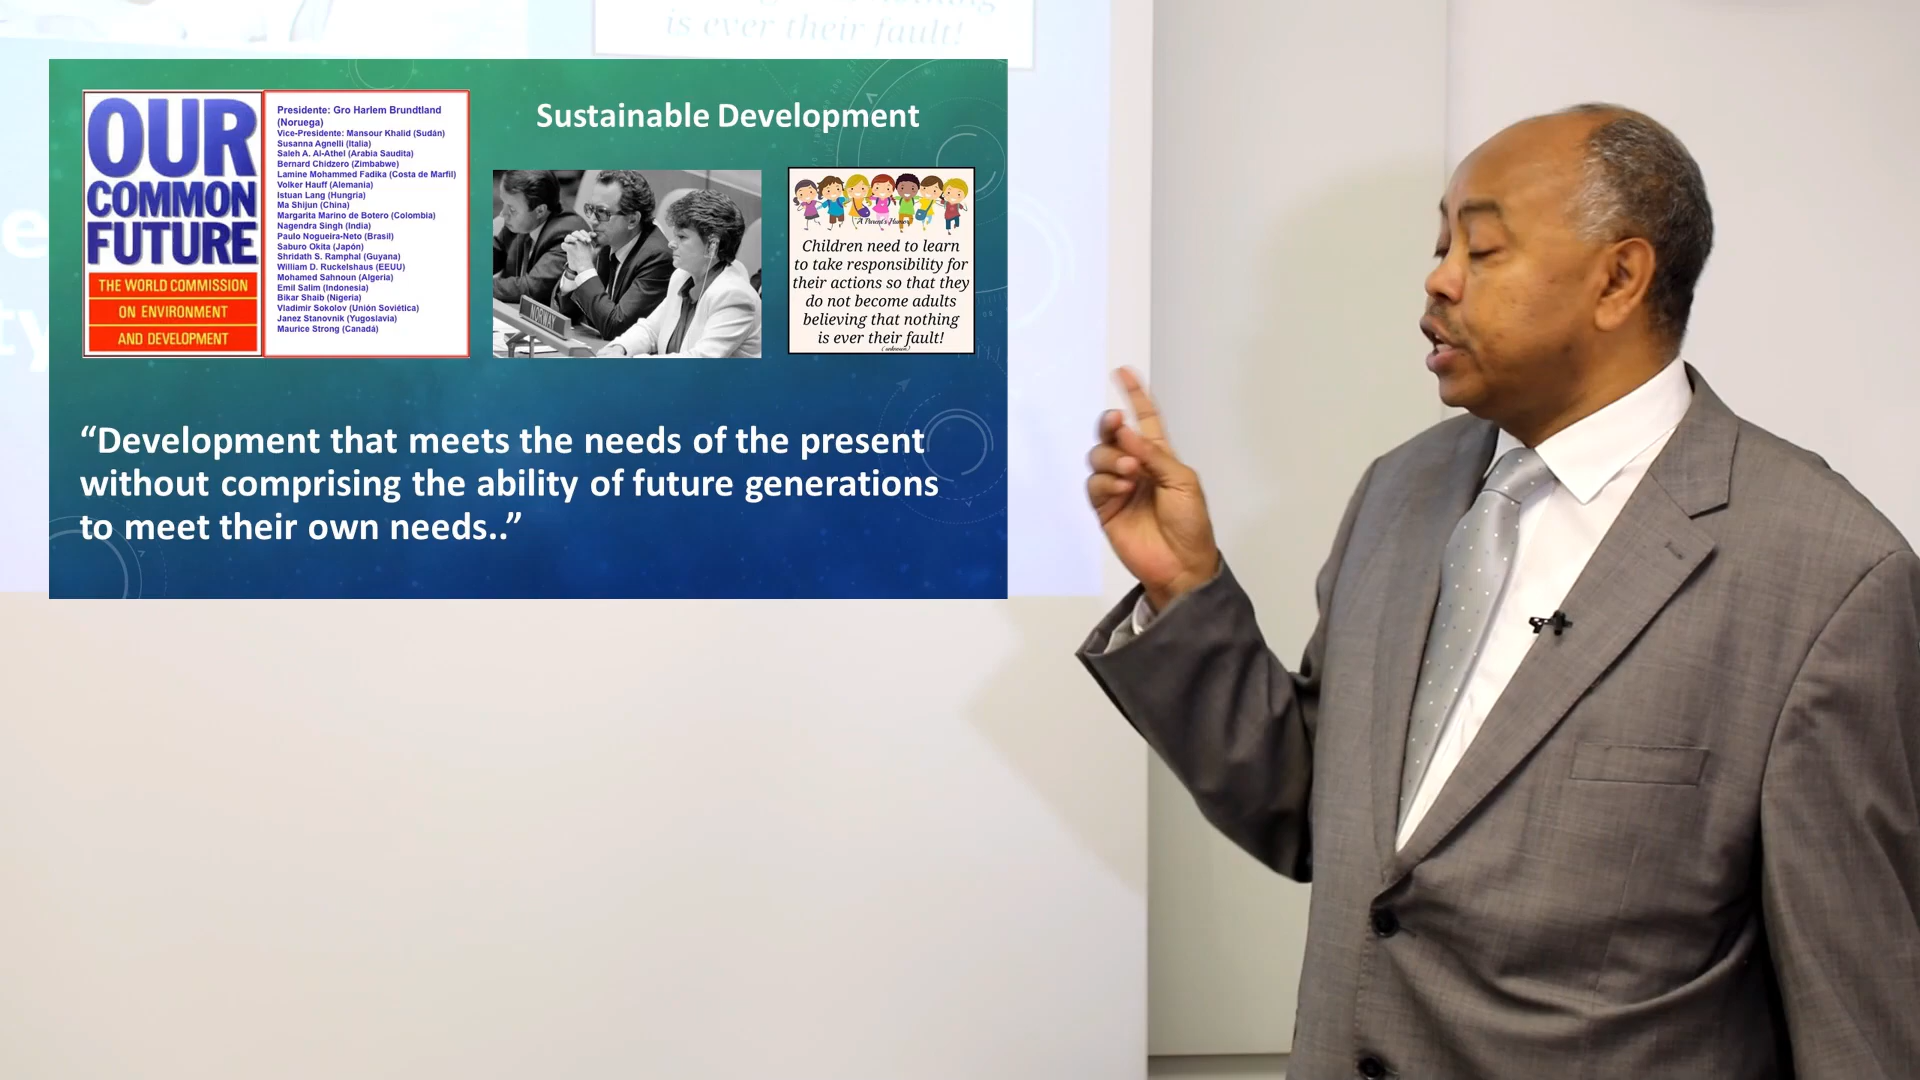 is ever their fault!
OUR
COMMON
FUTURE
THE WORLD COMMISSION
ON ENVIRONMENT
AND DEVELOPMENT
Presidente: Gro Harlem Brundtland
(Noruega)
Vice-Presidente: Mansour Khalid (Sudán)
Susanna Agnelli (Italia)
Saleh A. Al-Athel (Arabia Saudita)
Bernard Chidzero (Zimbabwe)
Lamine Mohammed Fadika (Costa de Marfil)
Volker Hauff (Alemania)
Istuan Lang (Hungria)
Ma Shijun (China)
Margarita Marino de Botero (Colombia)
Nagendra Singh (India)
Paulo Nogueira-Neto (Brasil)
Saburo Okita (Japón)
Shridath S. Ramphal (Guyana)
William D. Ruckelshaus (EEUU)
Mohamed Sahnoun (Algeria)
Emil Salim (Indonesia)
Bikar Shaib (Nigeria)
Vladimir Sokolov (Unión Soviética)
Janez Stanovnik (Yugoslavia)
Maurice Strong (Canadá)
Sustainable Development
NORWAY
"A Parent's Humor"
Children need to learn
to take responsibility for
their actions so that they
do not become adults
believing that nothing
is ever their fault!
(unknown)
“Development that meets the needs of the present
without comprising the ability of future generations
to meet their own needs..”